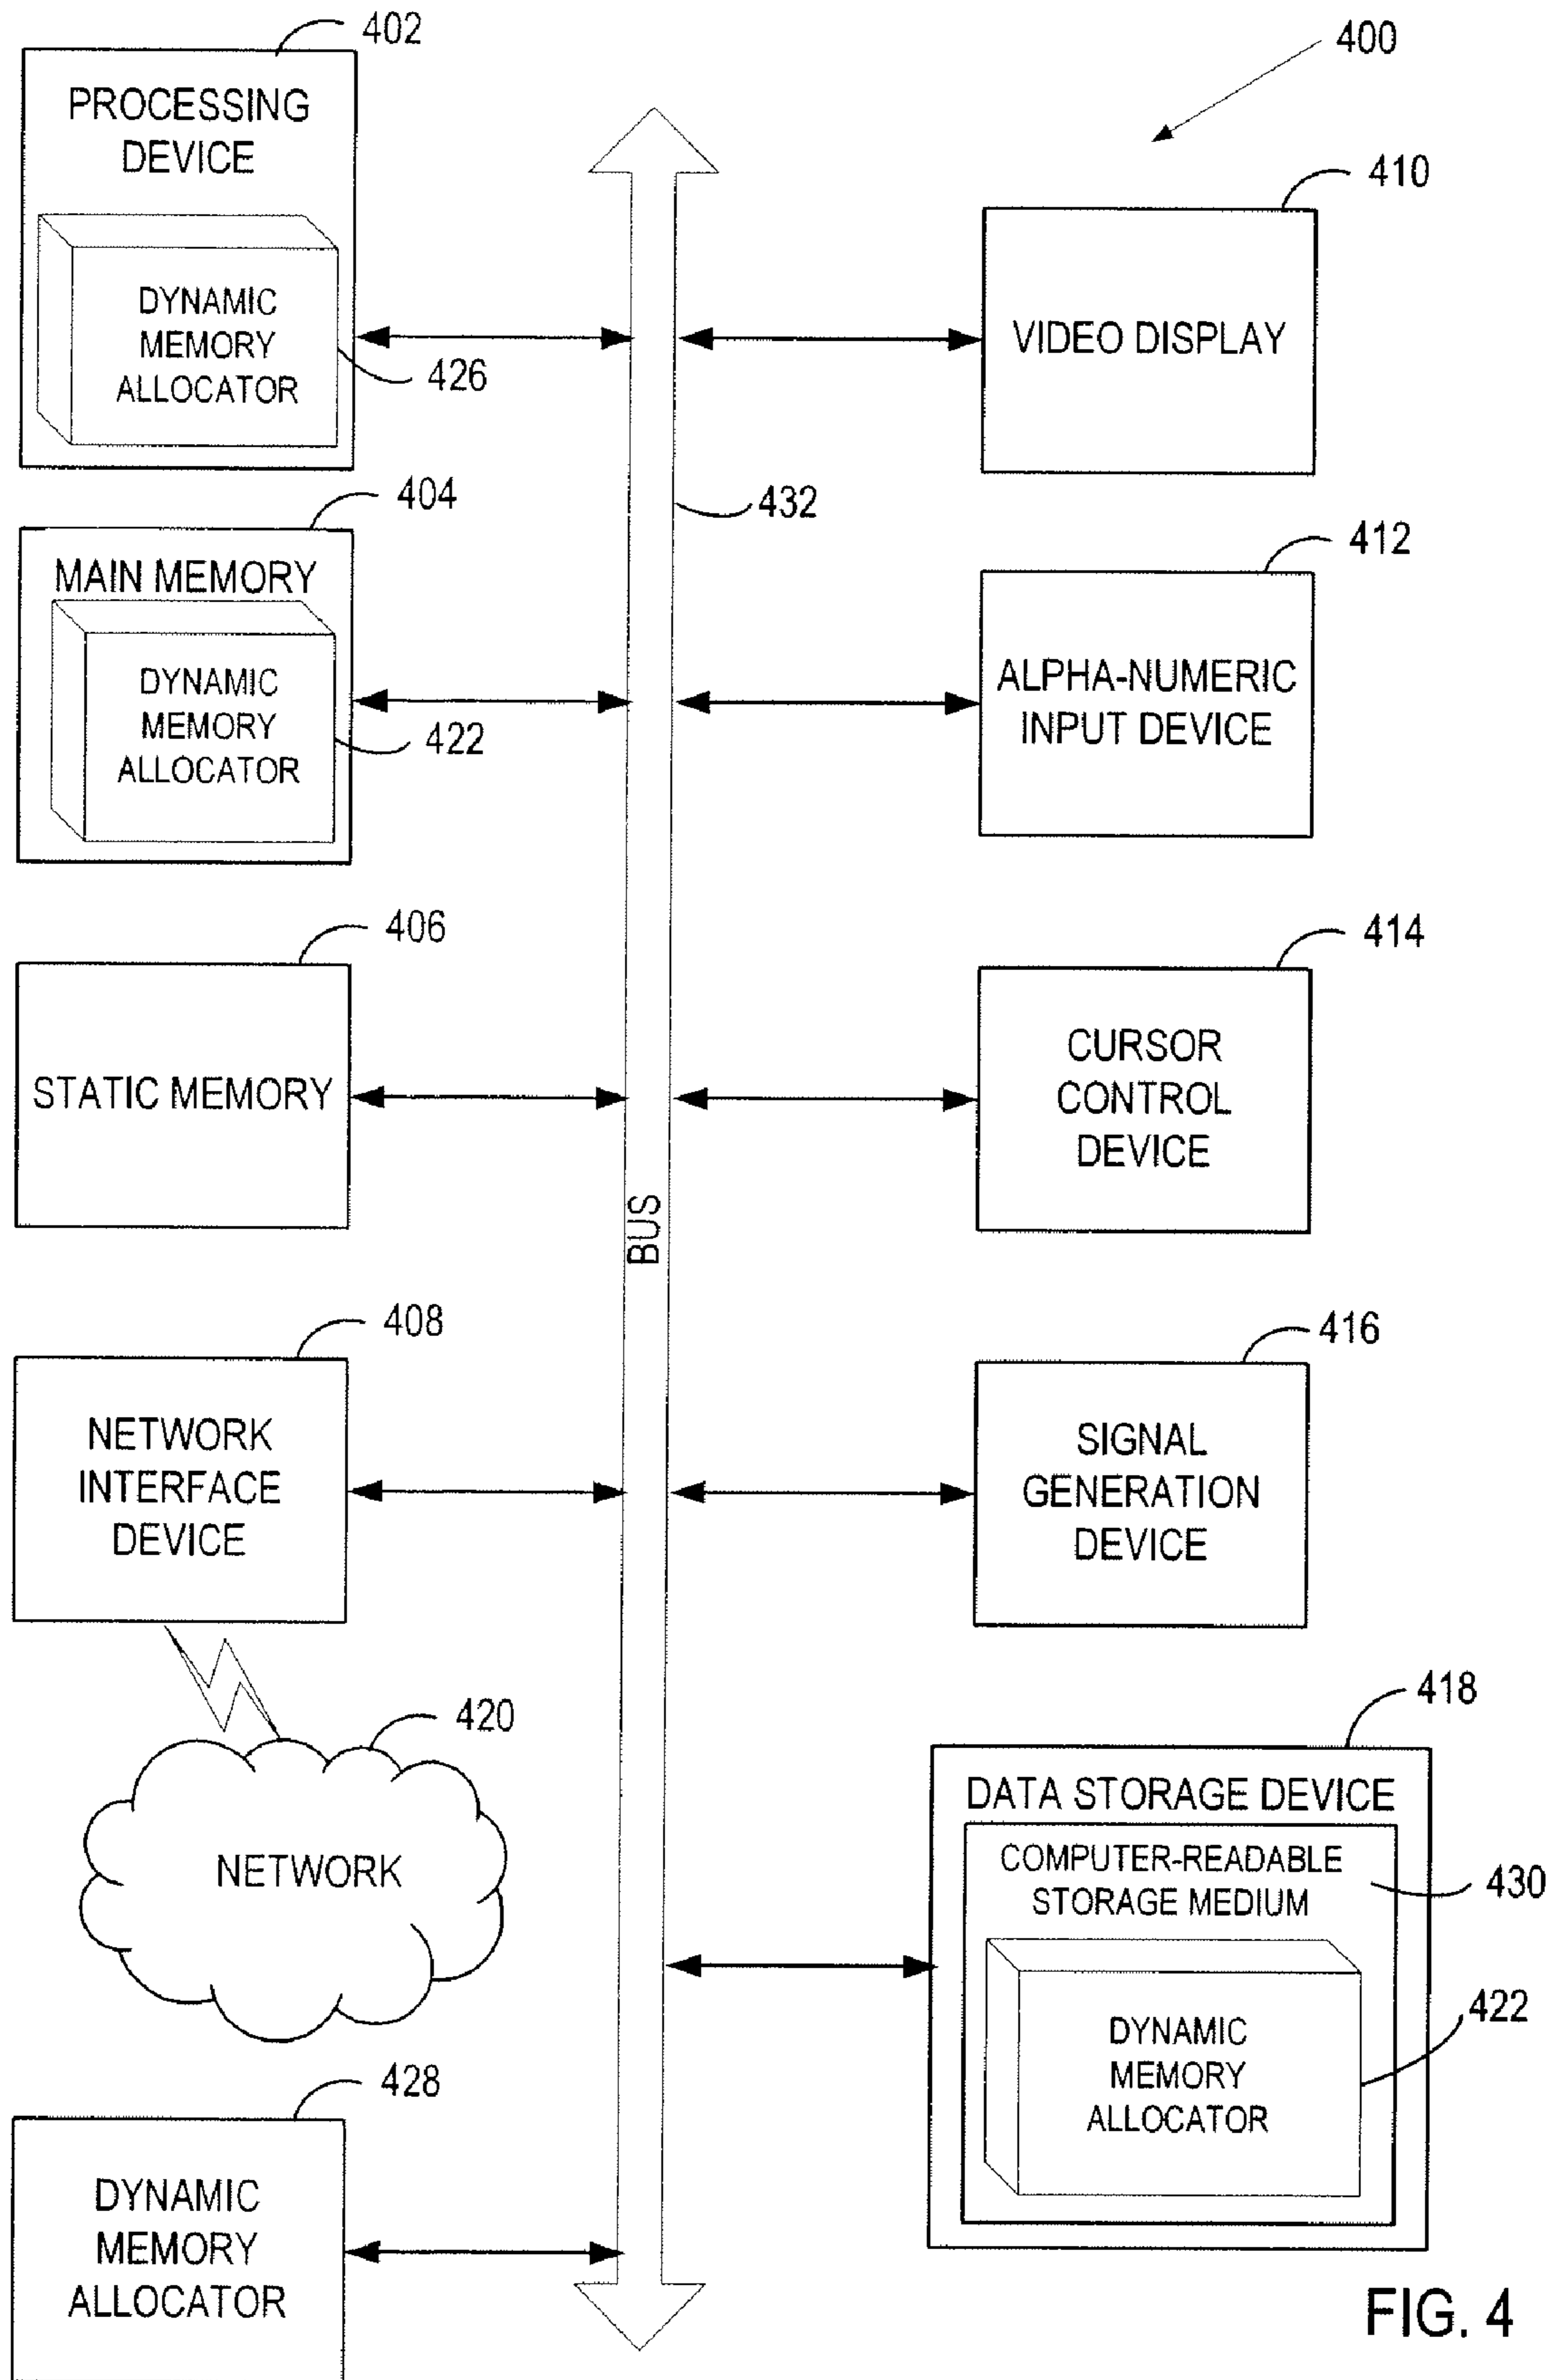 402
PROCESSING
DEVICE
DYNAMIC
MEMORY
ALLOCATOR
426
400
410
VIDEO DISPLAY
404
MAIN MEMORY
DYNAMIC
MEMORY
ALLOCATOR
422
432
412
ALPHA-NUMERIC
INPUT DEVICE
406
STATIC MEMORY
414
CURSOR
CONTROL
DEVICE
BUS
408
NETWORK
INTERFACE
DEVICE
416
SIGNAL
GENERATION
DEVICE
420
NETWORK
418
DATA STORAGE DEVICE
COMPUTER-READABLE
STORAGE MEDIUM
430
DYNAMIC
MEMORY
ALLOCATOR
422
428
DYNAMIC
MEMORY
ALLOCATOR
FIG. 4